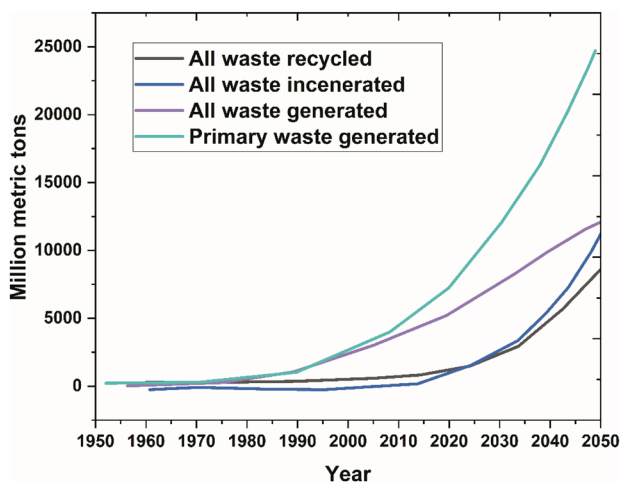 25000
20000
15000
10000
5000
0
Million metric tons
All waste recycled
All waste incenerated
All waste generated
Primary waste generated
1950 1960 1970 1980 1990 2000 2010 2020 2030 2040 2050
Year